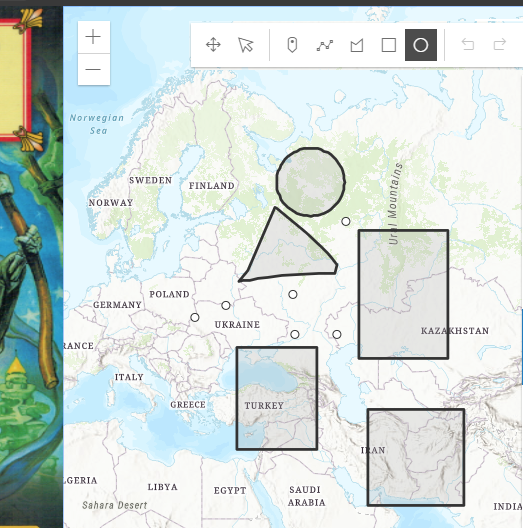 Norwegian
Sea
SWEDEN
FINLAND
NORWAY
Ural Mountains
POLAND
GERMANY
UKRAINE
KAZAKHSTAN
RANCE
ITALY
GREECE
TURKEY
IRAN
LGERIA
LIBYA
EGYPT
SAUDI
ARABIA
Sahara Desert
INDIA